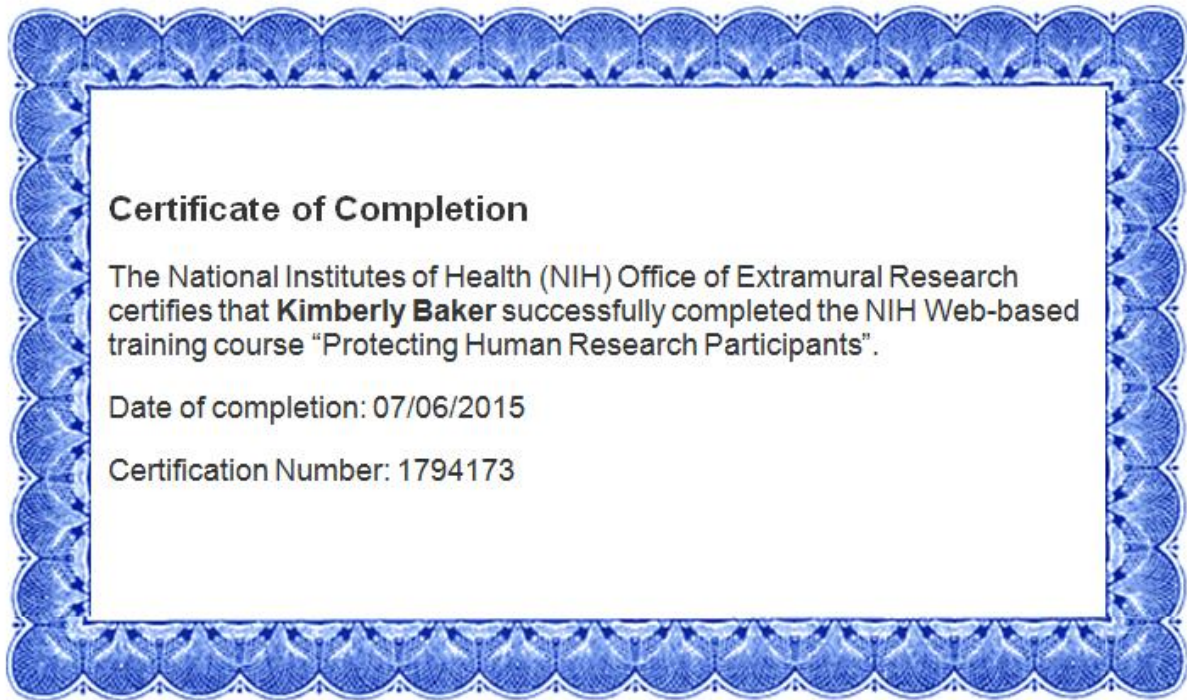 Certificate of Completion
The National Institutes of Health (NIH) Office of Extramural Research
certifies that Kimberly Baker successfully completed the NIH Web-based
training course “Protecting Human Research Participants”.
Date of completion: 07/06/2015
Certification Number: 1794173